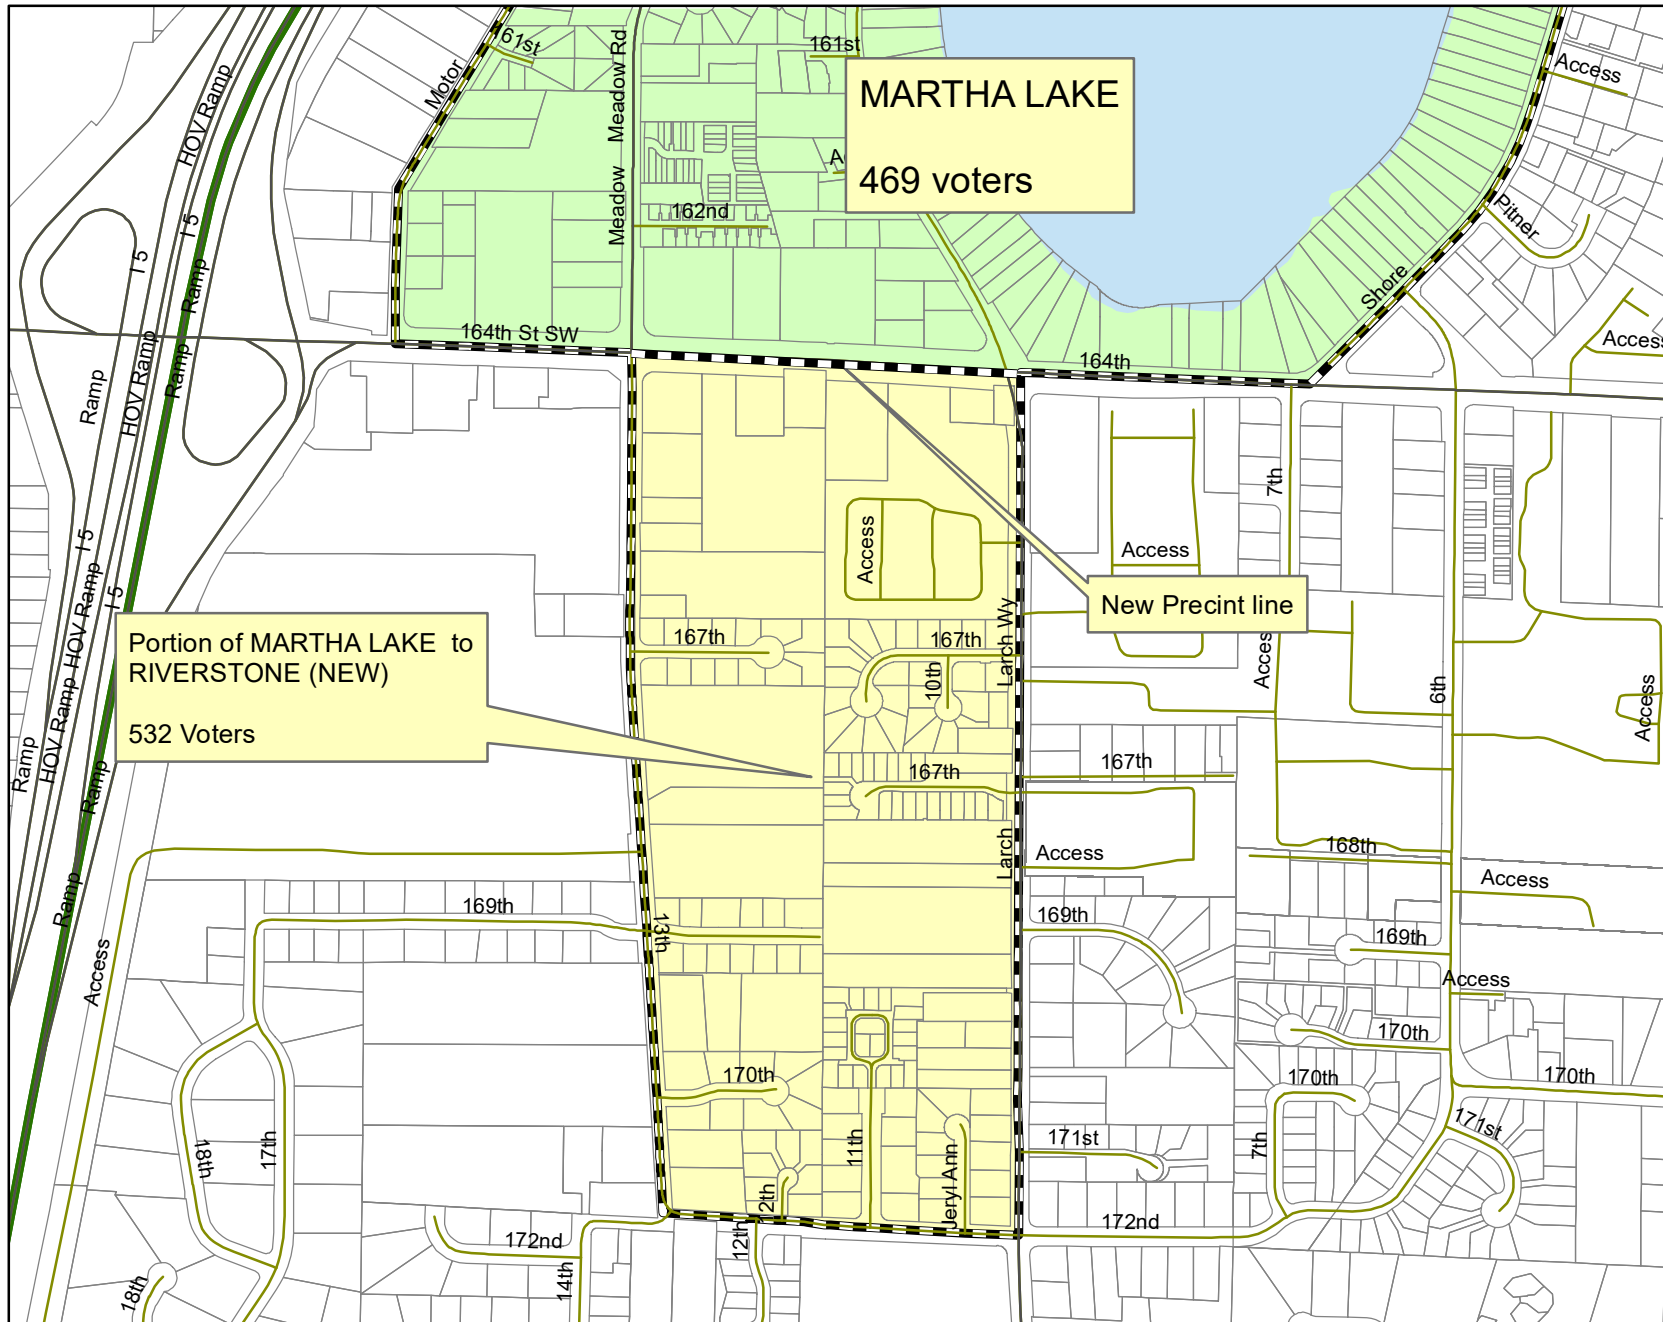 161st
161st
Motor
HOV Ramp
Meadow Rd
Meadow
MARTHA LAKE
469 voters
Access
162nd
Meadow
Pitner
I 5
I 5
Ramp
Ramp
Shore
164th St SW
164th
Access
HOV Ramp
Ramp
Ramp
7th
Access
Access
I 5
HOV Ramp
I 5
New Precint line
Portion of MARTHA LAKE to
RIVERSTONE (NEW)
532 Voters
167th
167th
Larch Wy
10th
Access
6th
Access
HOV Ramp
Ramp
Ramp
167th
167th
Larch
Access
168th
Access
Ramp
169th
13th
169th
169th
Access
Access
170th
170th
170th
170th
18th
17th
11th
Jeryl Ann
171st
7th
171st
12th
12th
172nd
172nd
14th
18th